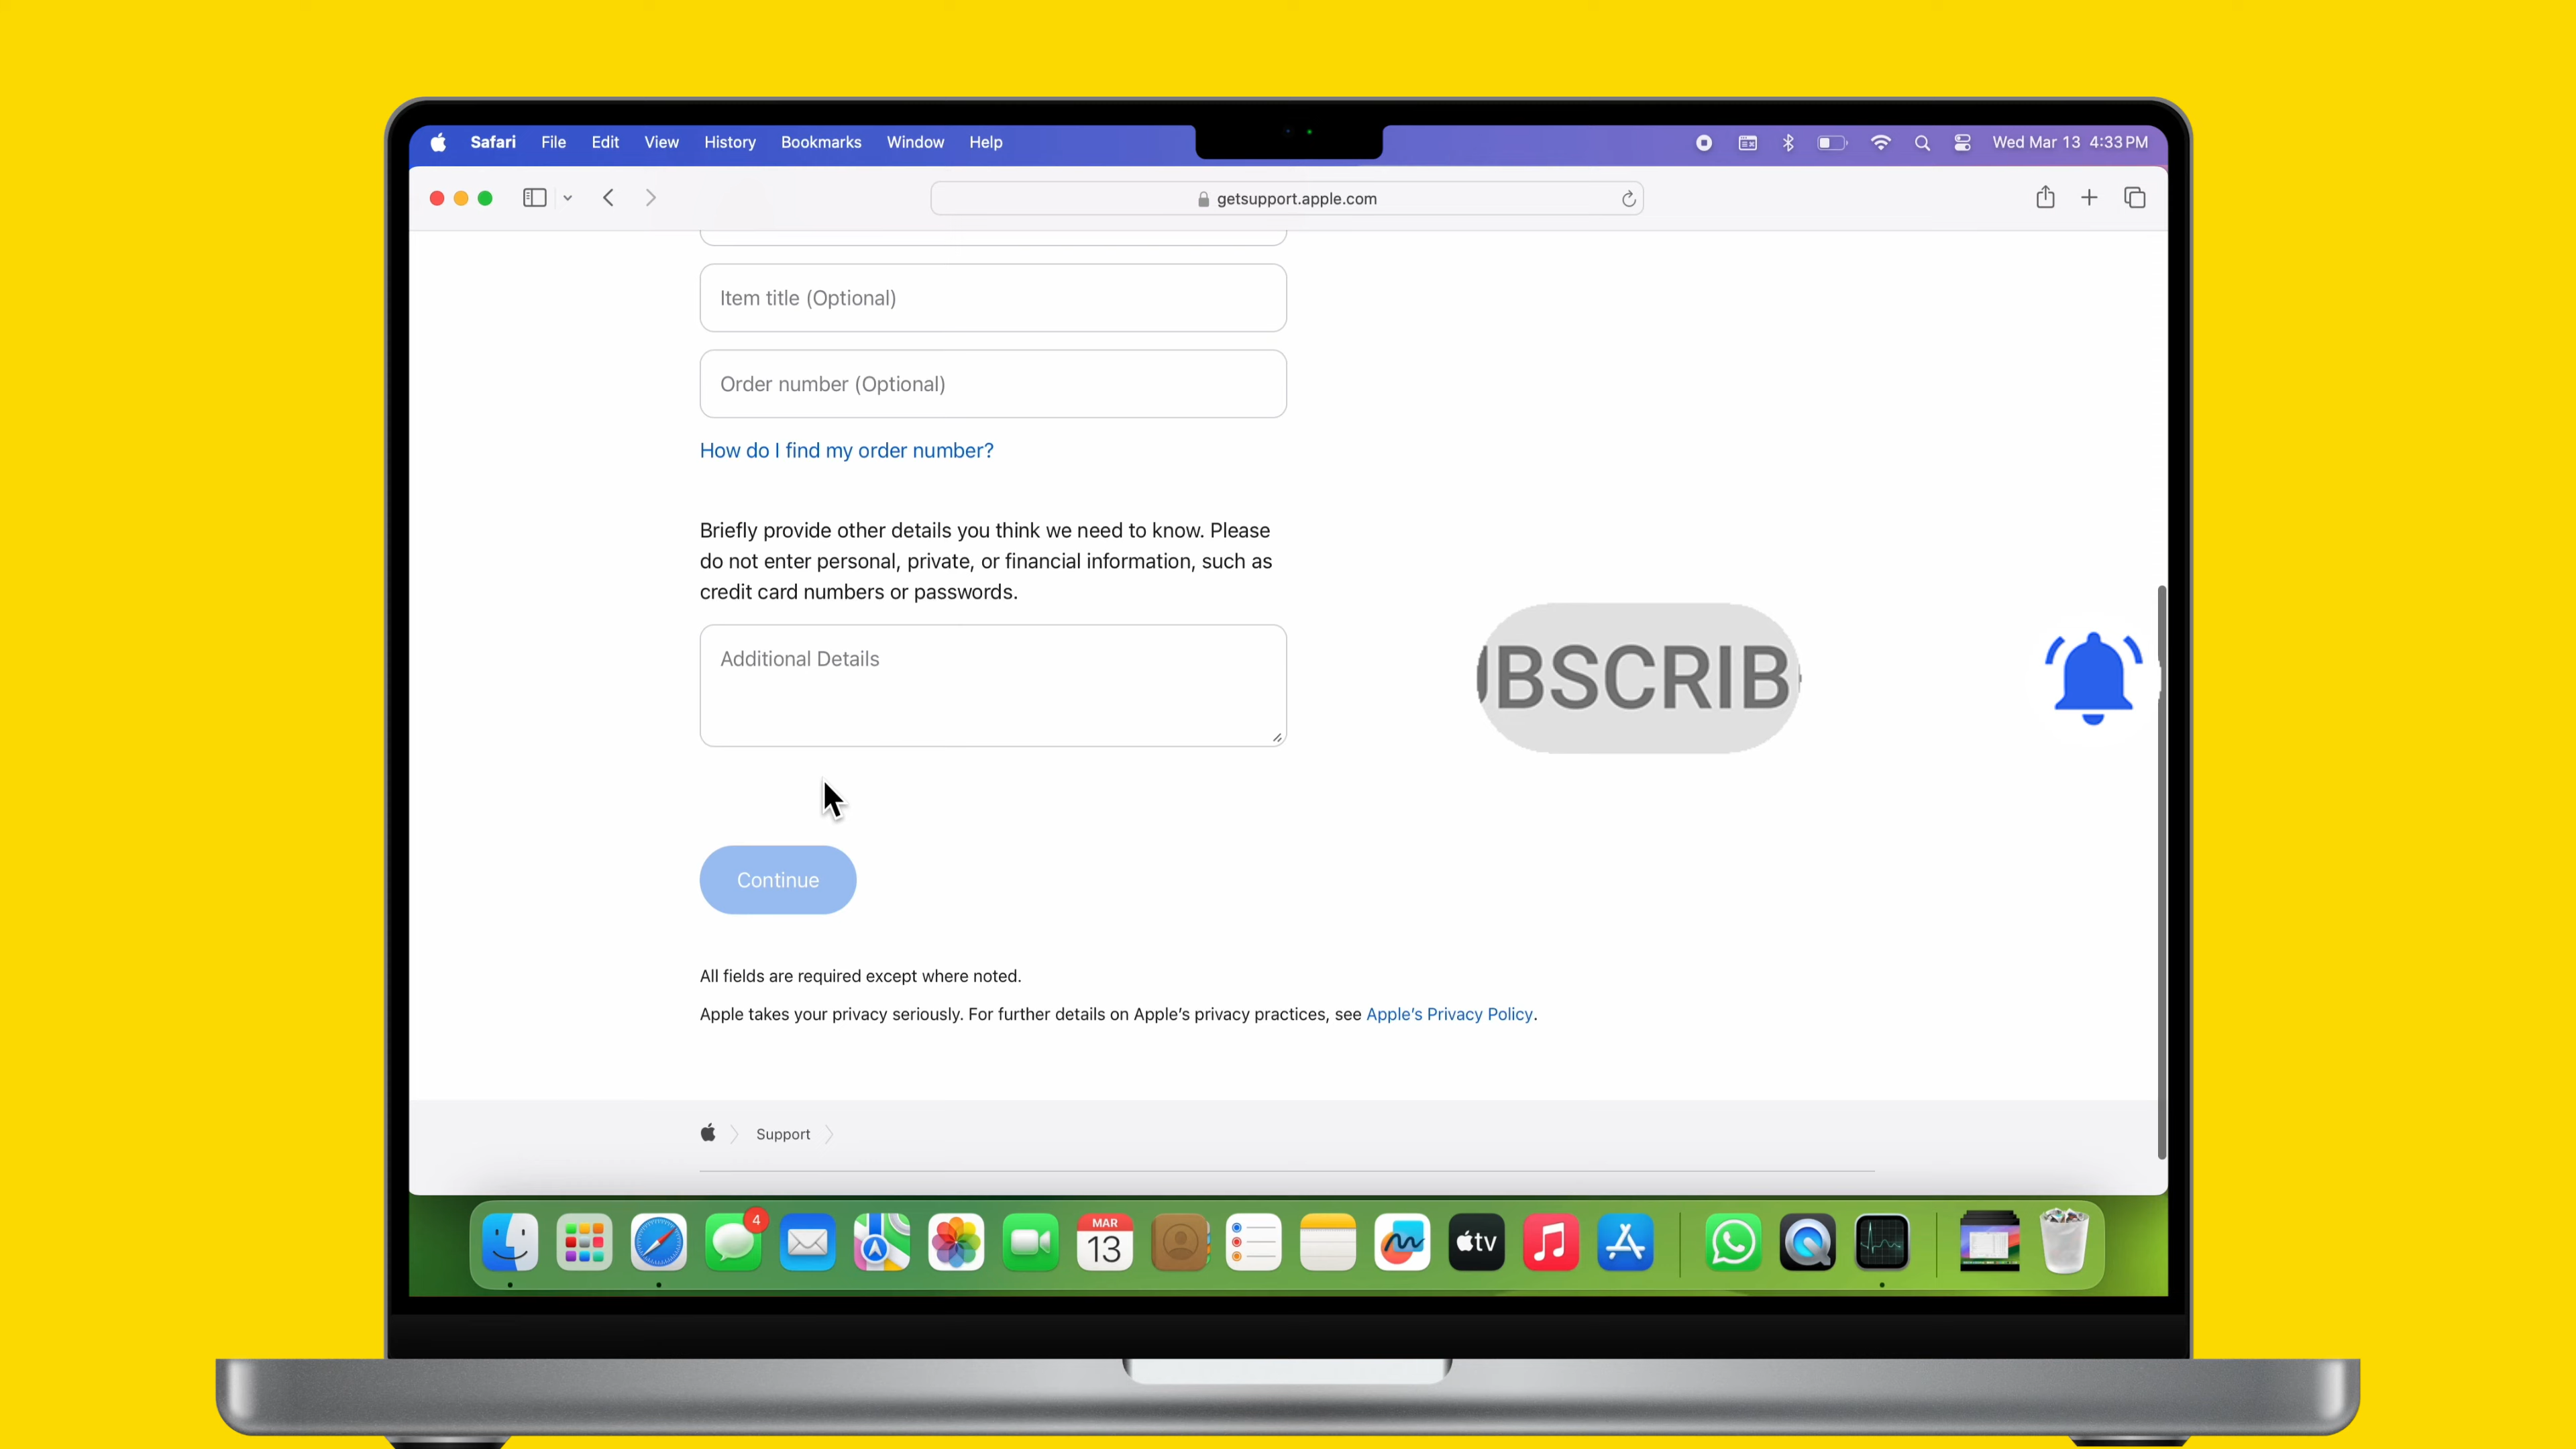 Safari File Edit View History Bookmarks Window Help
Wed Mar 13 4:33 PM
getsupport.apple.com
Item title (Optional)
Order number (Optional)
How do I find my order number?
Briefly provide other details you think we need to know. Please
do not enter personal, private, or financial information, such as
credit card numbers or passwords.
Additional Details
BSCRIB
Continue
All fields are required except where noted.
Apple takes your privacy seriously. For further details on Apple’s privacy practices, see Apple’s Privacy Policy.
Support
4
MAR
13
tv